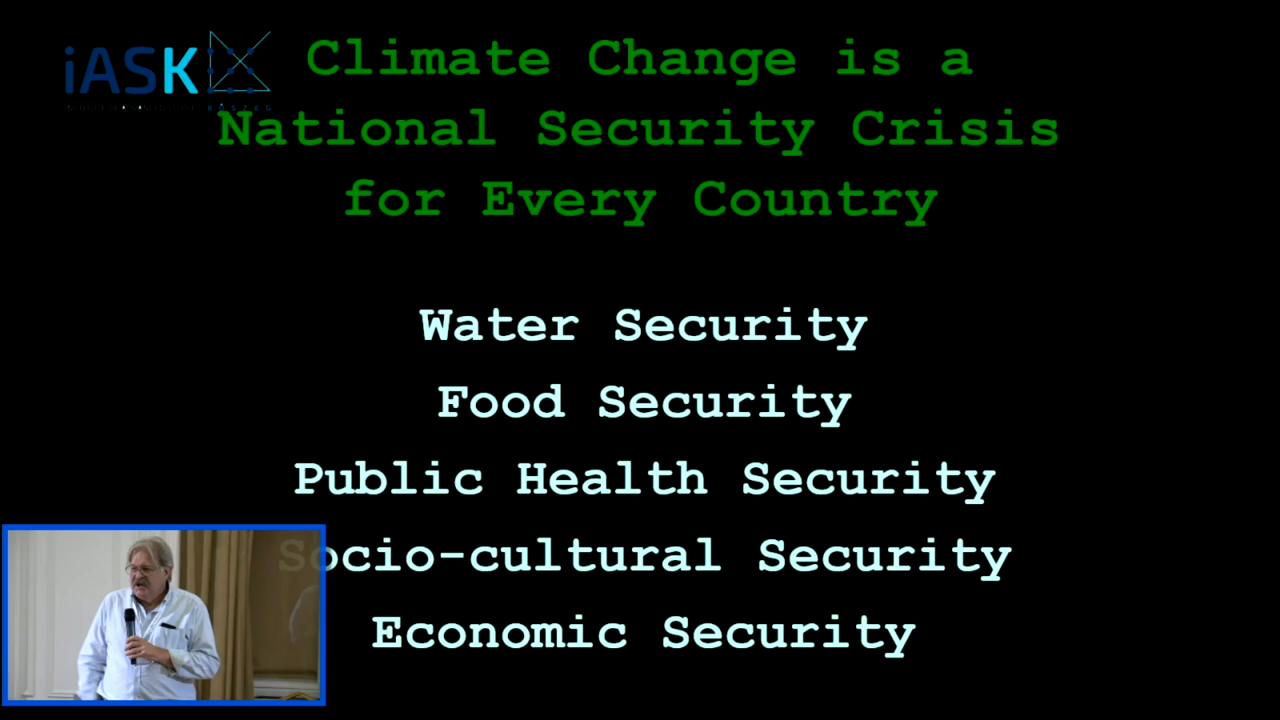 iASK
Climate Change is a
National Security Crisis
for Every Country
Water Security
Food Security
Public Health Security
Socio-cultural Security
Economic Security